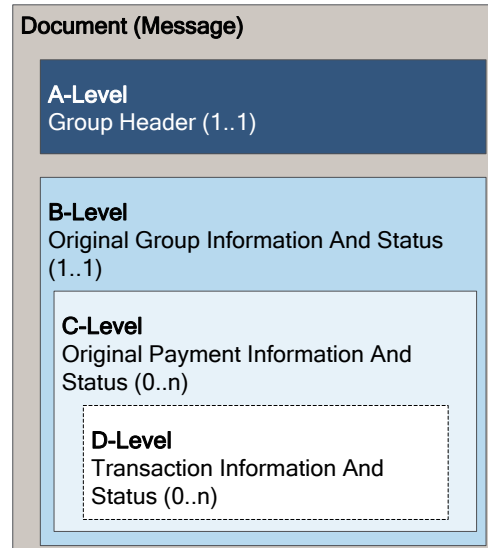 Document (Message)
A-Level
Group Header (1..1)
B-Level
Original Group Information And Status
(1..1)
C-Level
Original Payment Information And
Status (0..n)
D-Level
Transaction Information And
Status (0..n)